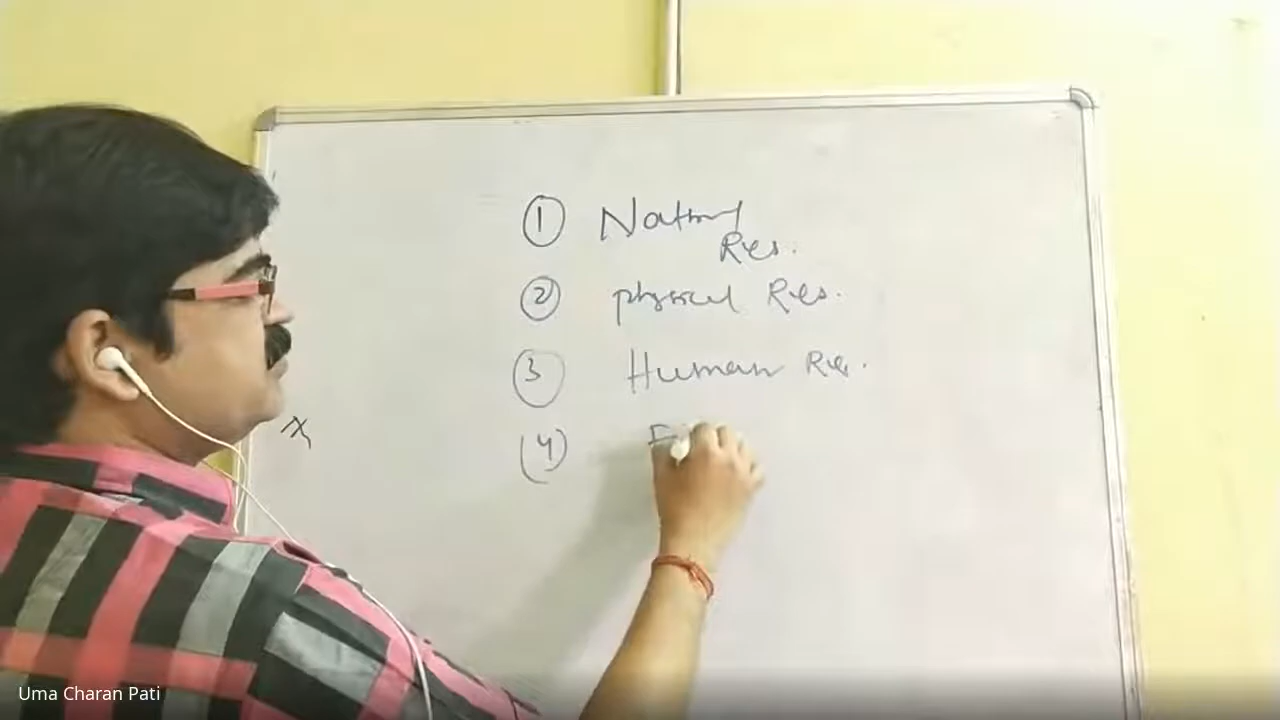 ① Natural
Res.
② physical Res.
③ Human Res.
(4) F
Uma Charan Pati